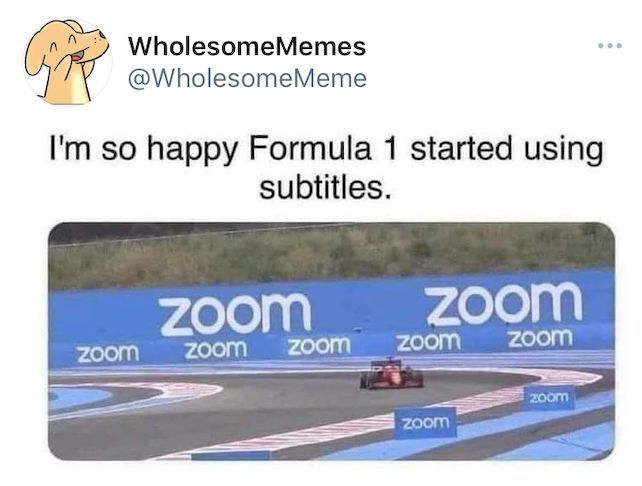 WholesomeMemes
@WholesomeMeme
I'm so happy Formula 1 started using
subtitles.
zoom zoom
zoom zoom zoom zoom zoom
zoom
zoom